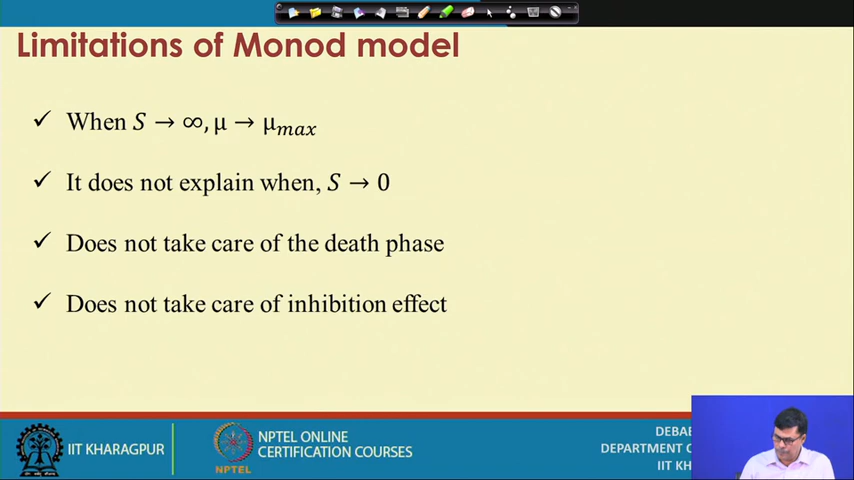 Limitations of Monod model
✓ When S → ∞, μ → μ_max
✓ It does not explain when, S → 0
✓ Does not take care of the death phase
✓ Does not take care of inhibition effect
IIT KHARAGPUR
NPTEL
NPTEL ONLINE
CERTIFICATION COURSES
DEBAB
DEPARTMENT
IIT KH